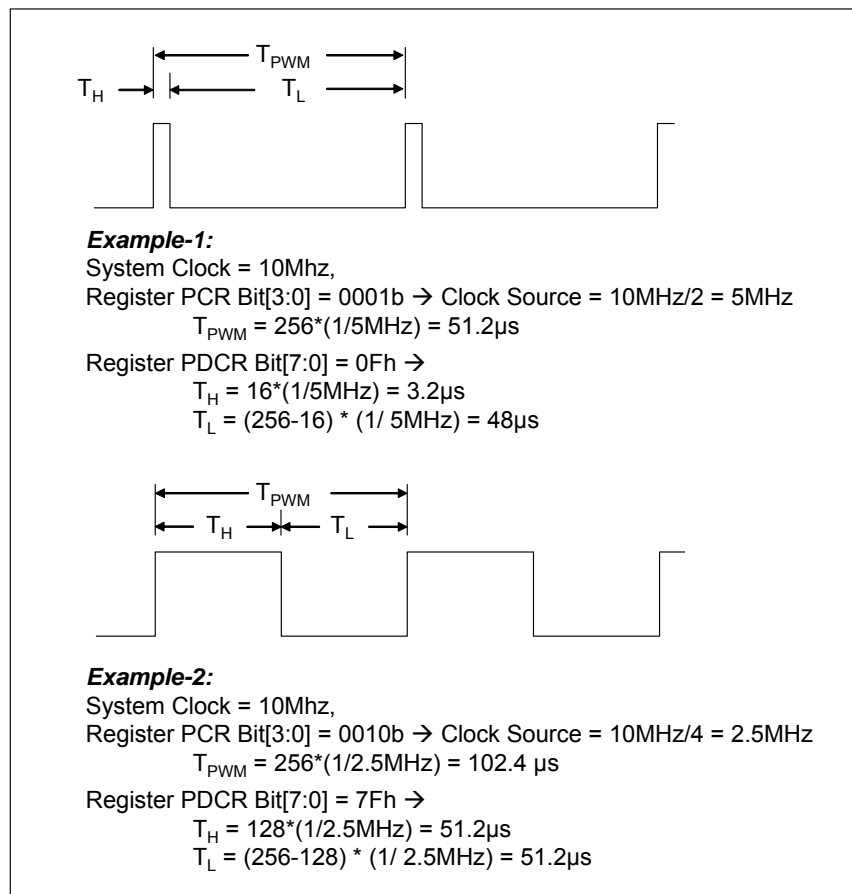 T_PWM
T_H T_L
Example-1:
System Clock = 10Mhz,
Register PCR Bit[3:0] = 0001b → Clock Source = 10MHz/2 = 5MHz
T_PWM = 256*(1/5MHz) = 51.2µs
Register PDCR Bit[7:0] = 0Fh →
T_H = 16*(1/5MHz) = 3.2µs
T_L = (256-16) * (1/ 5MHz) = 48µs
T_PWM
T_H T_L
Example-2:
System Clock = 10Mhz,
Register PCR Bit[3:0] = 0010b → Clock Source = 10MHz/4 = 2.5MHz
T_PWM = 256*(1/2.5MHz) = 102.4 µs
Register PDCR Bit[7:0] = 7Fh →
T_H = 128*(1/2.5MHz) = 51.2µs
T_L = (256-128) * (1/ 2.5MHz) = 51.2µs